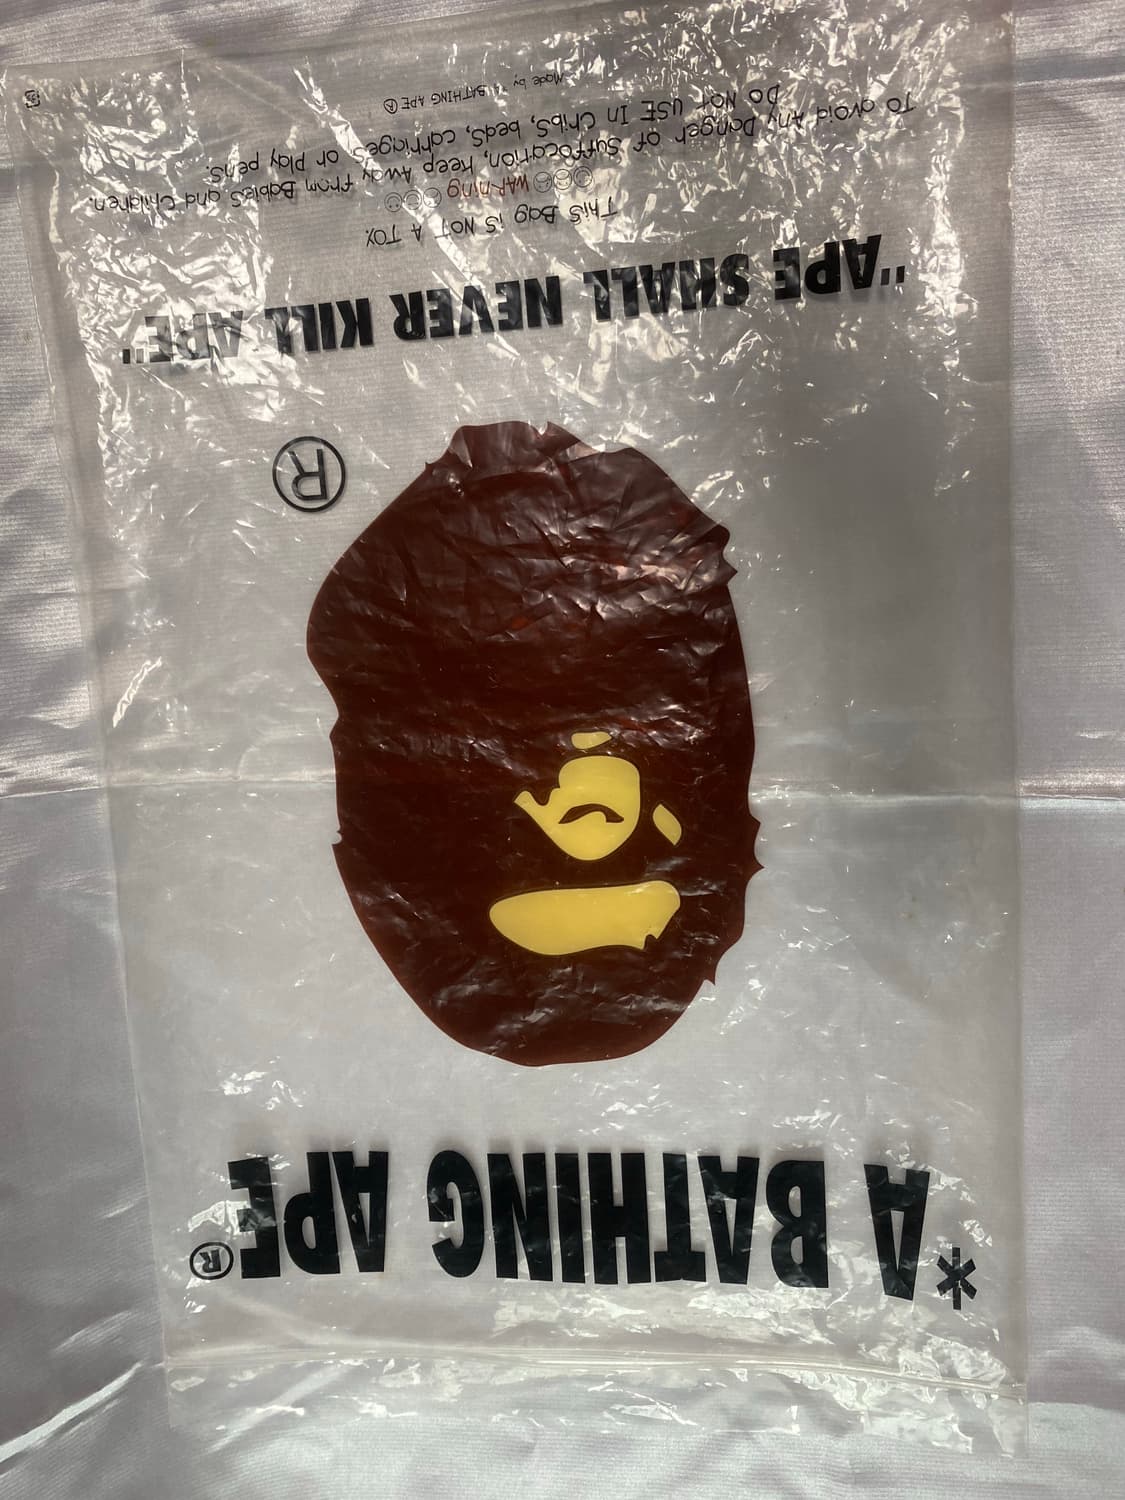 *A BATHING APE®
®
"APE SHALL NEVER KILL APE"
This Bag is NOT A TOY.
WARning
To avoid Any Danger of Suffocation, Keep Away from Babies and Children.
DO NOT USE In Cribs, beds, carriages, or Play pens.
Made by "A BATHING APE